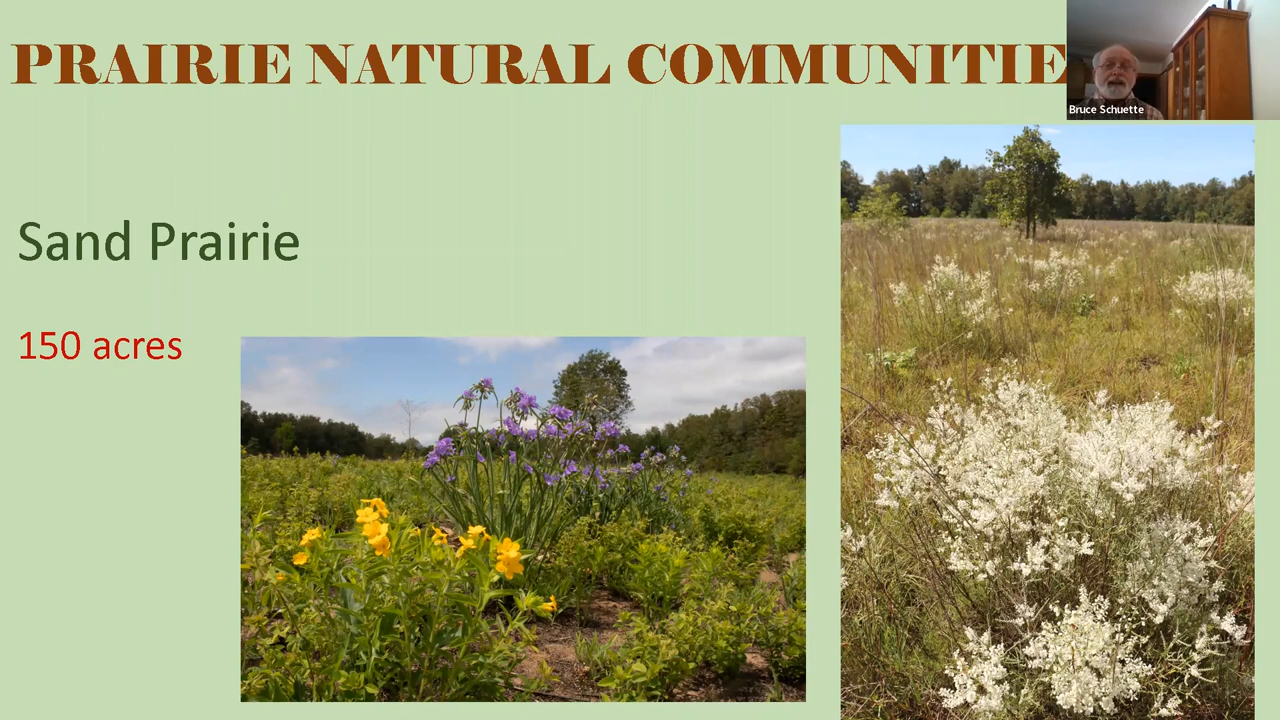 PRAIRIE NATURAL COMMUNITIE
Bruce Schuette
Sand Prairie
150 acres